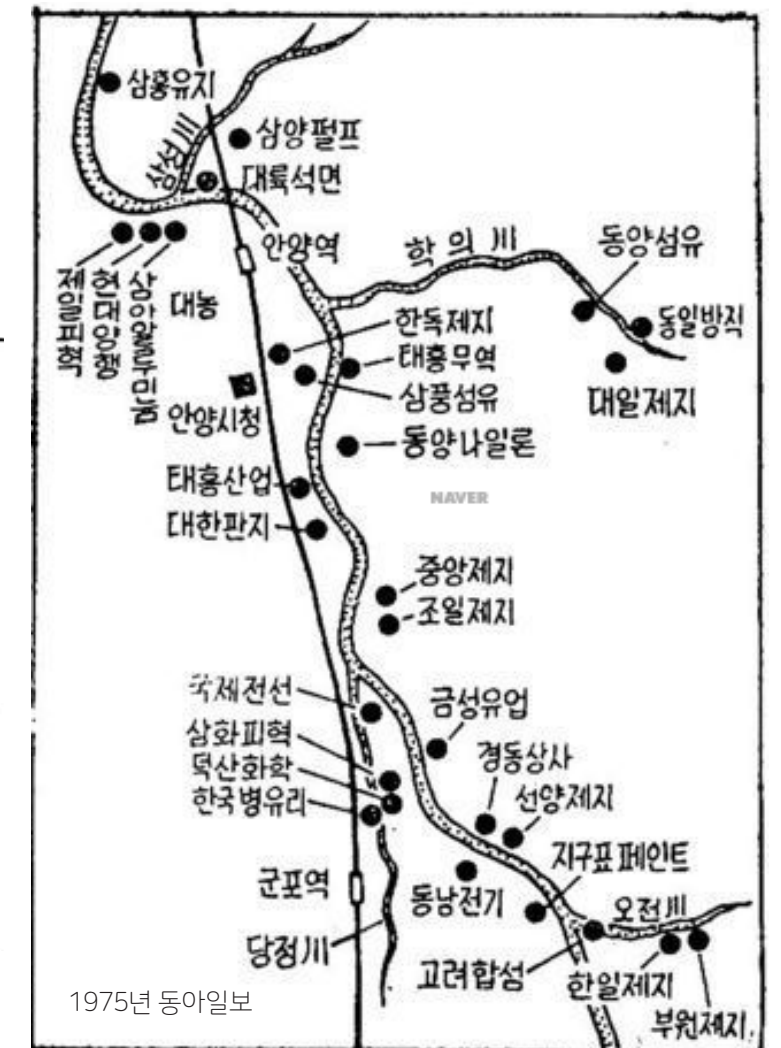 삼흥유지
삼성川
삼양펄프
대륙석면
안양역
학의川
동양섬유
동일방직
대일제지
제일피혁
현대양행
삼아알루미늄
대농
한독제지
태흥무역
삼풍섬유
안양시청
동양나일론
태흥산업
대한판지
NAVER
중앙제지
조일제지
국제전선
삼화피혁
덕산화학
한국병유리
금성유업
경동상사
선양제지
지구표페인트
군포역
동남전기
오전川
당정川
고려합섬
한일제지
부원제지
1975년 동아일보